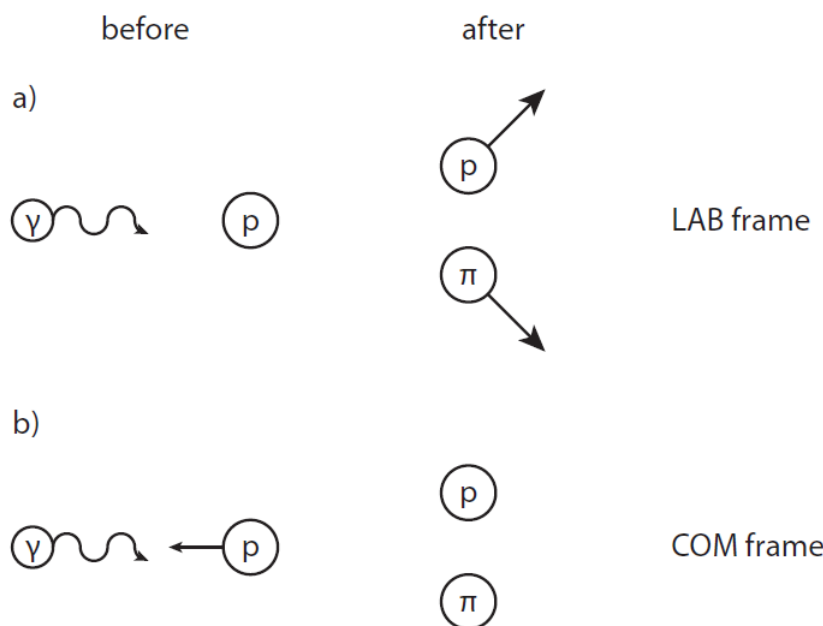 before after
a)
p
γ p LAB frame
π
b)
p
γ p COM frame
π